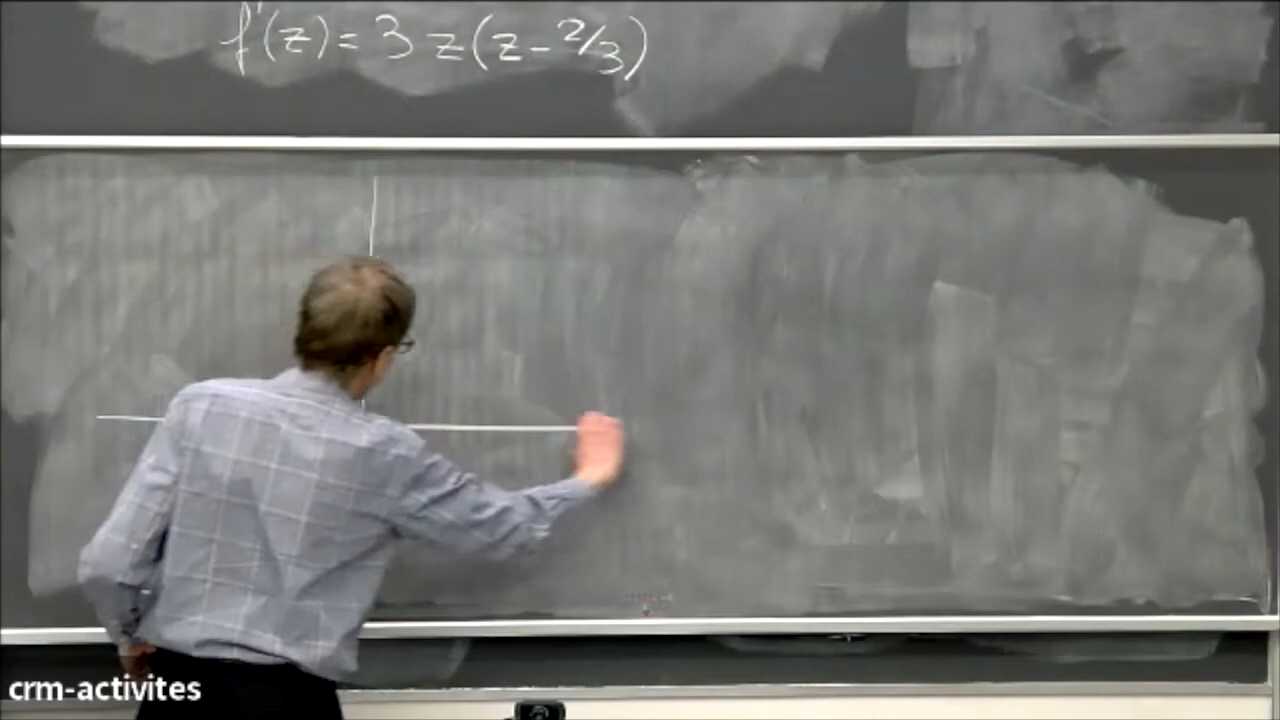 f'(z) = 3 z(z - 2/3)
crm-activites